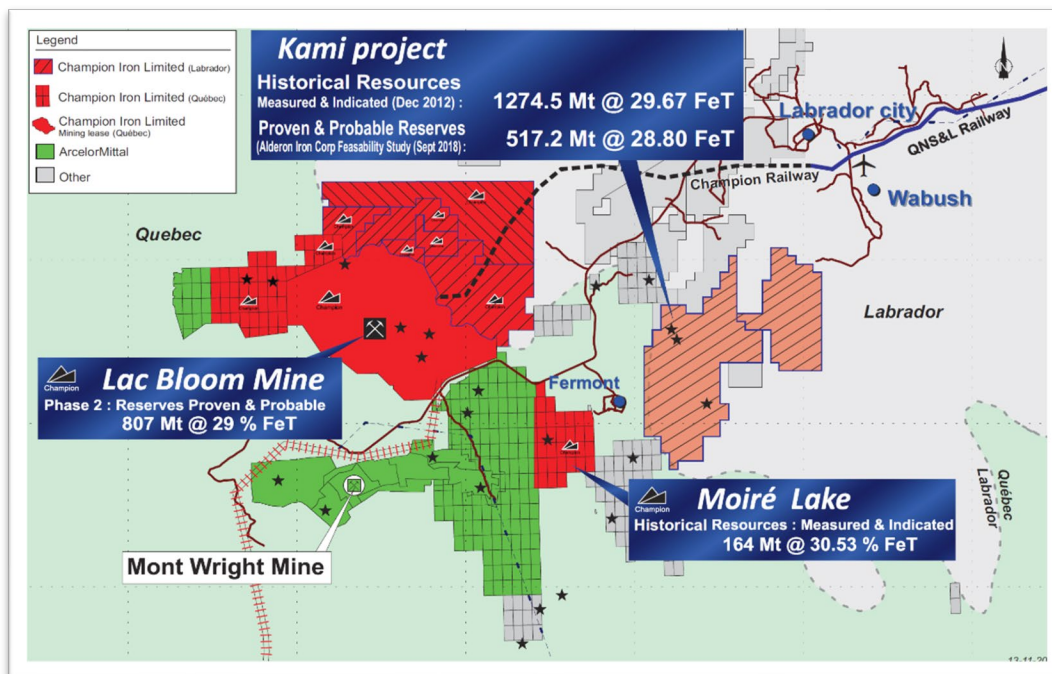 Legend
Champion Iron Limited (Labrador)
Champion Iron Limited (Québec)
Champion Iron Limited
Mining lease (Québec)
ArcelorMittal
Other
Kami project
Historical Resources
Measured & Indicated (Dec 2012) : 1274.5 Mt @ 29.67 FeT
Proven & Probable Reserves
(Alderon Iron Corp Feasability Study (Sept 2018) : 517.2 Mt @ 28.80 FeT
N
Labrador city
QNS&L Railway
Champion Railway
Wabush
Quebec
Labrador
Champion
Lac Bloom Mine
Phase 2 : Reserves Proven & Probable
807 Mt @ 29 % FeT
Fermont
Champion
Moiré Lake
Historical Resources : Measured & Indicated
164 Mt @ 30.53 % FeT
Québec
Labrador
Mont Wright Mine